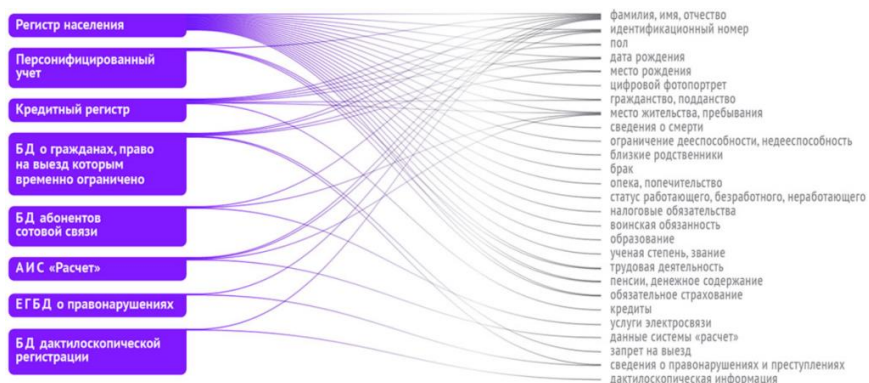 Регистр населения
Персонифицированный
учет
Кредитный регистр
БД о гражданах, право
на выезд которым
временно ограничено
БД абонентов
сотовой связи
АИС «Расчет»
ЕГБД о правонарушениях
БД дактилоскопической
регистрации
фамилия, имя, отчество
идентификационный номер
пол
дата рождения
место рождения
цифровой фотопортрет
гражданство, подданство
место жительства, пребывания
сведения о смерти
ограничение дееспособности, недееспособность
близкие родственники
брак
опека, попечительство
статус работающего, безработного, неработающего
налоговые обязательства
воинская обязанность
образование
ученая степень, звание
трудовая деятельность
пенсии, денежное содержание
обязательное страхование
кредиты
услуги электросвязи
данные системы «расчет»
запрет на выезд
сведения о правонарушениях и преступлениях
дактилоскопическая информация